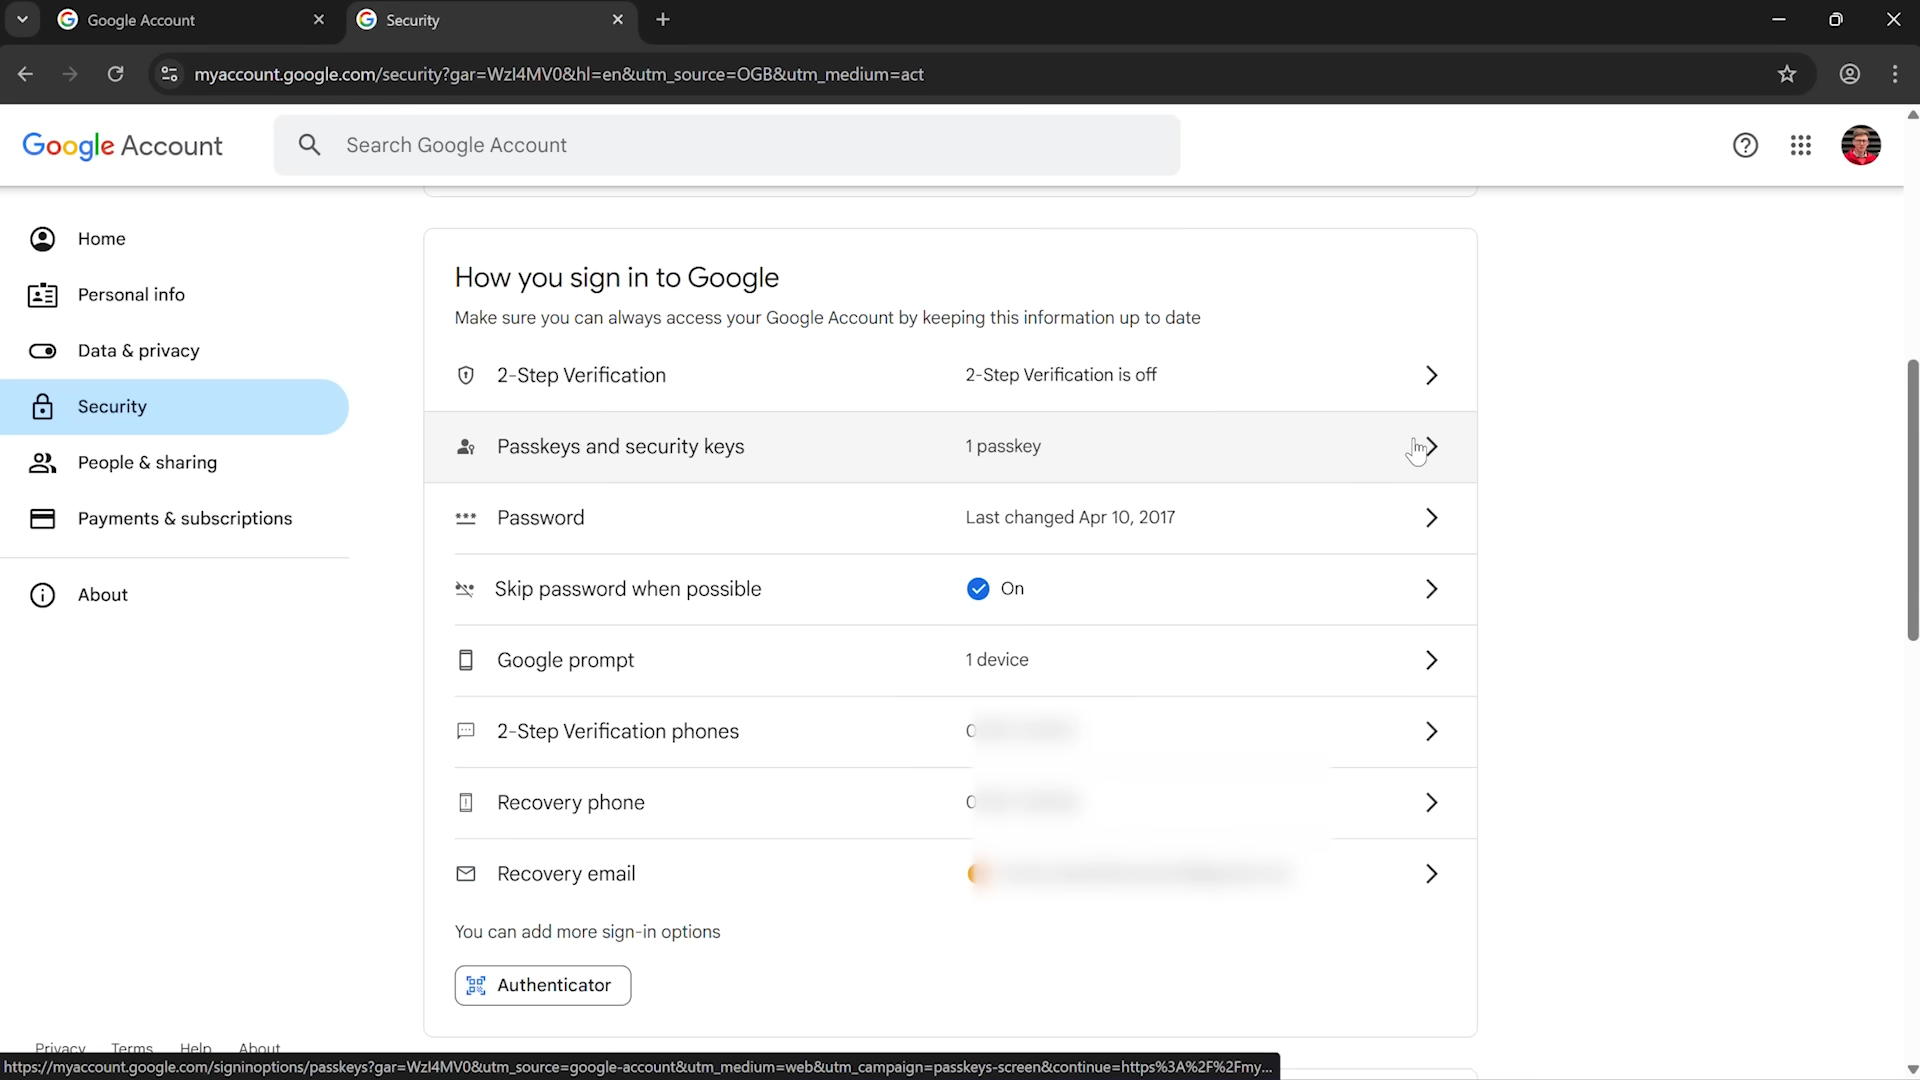 Google Account
Security
myaccount.google.com/security?gar=WzI4MV0&hl=en&utm_source=OGB&utm_medium=act
Google Account
Search Google Account
Home
Personal info
Data & privacy
Security
People & sharing
Payments & subscriptions
About
How you sign in to Google
Make sure you can always access your Google Account by keeping this information up to date
2-Step Verification
2-Step Verification is off
Passkeys and security keys
1 passkey
Password
Last changed Apr 10, 2017
Skip password when possible
On
Google prompt
1 device
2-Step Verification phones
0
Recovery phone
0
Recovery email
You can add more sign-in options
Authenticator
Privacy Terms Help About
https://myaccount.google.com/signinoptions/passkeys?gar=WzI4MV0&utm_source=google-account&utm_medium=web&utm_campaign=passkeys-screen&continue=https%3A%2F%2Fmy...